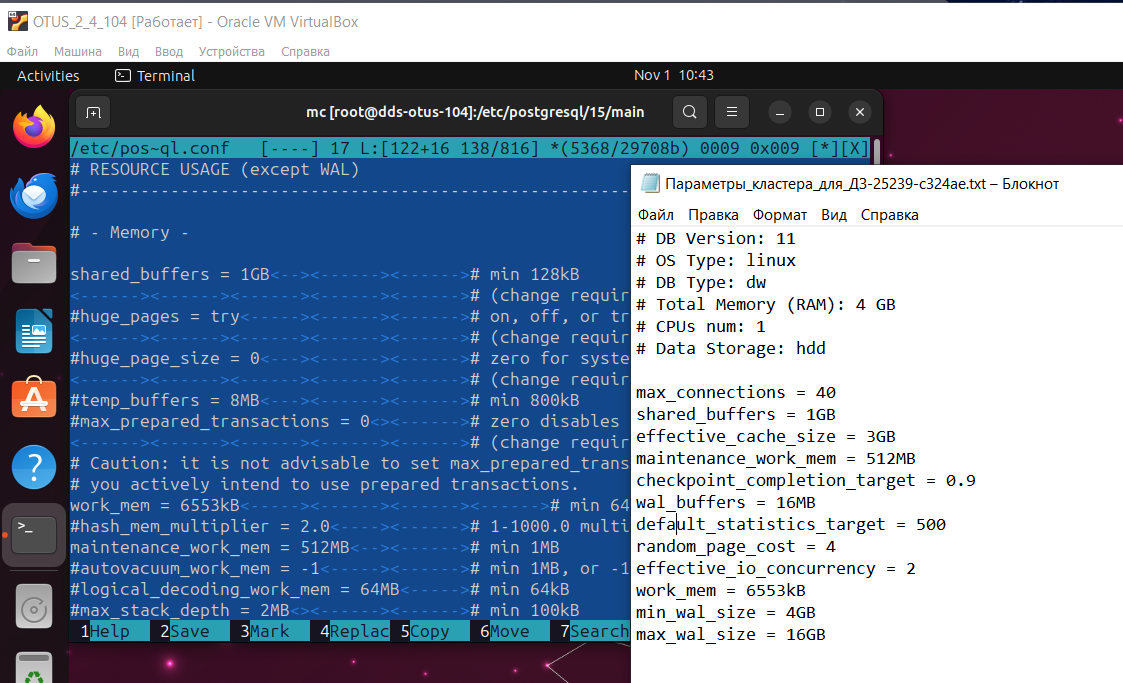 OTUS_2_4_104 [Работает] - Oracle VM VirtualBox
Файл Машина Вид Ввод Устройства Справка
Activities Terminal Nov 1 10:43
mc [root@dds-otus-104]:/etc/postgresql/15/main
/etc/pos~ql.conf [----] 17 L:[122+16 138/816] *(5368/29708b) 0009 0x009 [*][X]
# RESOURCE USAGE (except WAL)
#-------------------------------------------------------
# - Memory -
shared_buffers = 1GB<--><------><------># min 128kB
<------><------><------><------><------># (change requir
#huge_pages = try<-----><------><------># on, off, or tr
<------><------><------><------><------># (change requir
#huge_page_size = 0<---><------><------># zero for syste
<------><------><------><------><------># (change requir
#temp_buffers = 8MB<---><------><------># min 800kB
#max_prepared_transactions = 0<><------># zero disables
<------><------><------><------><------># (change requir
# Caution: it is not advisable to set max_prepared_trans
# you actively intend to use prepared transactions.
work_mem = 6553kB<-----><------><------><------># min 64
#hash_mem_multiplier = 2.0<----><------># 1-1000.0 multi
maintenance_work_mem = 512MB<--><------># min 1MB
#autovacuum_work_mem = -1<-----><------># min 1MB, or -1
#logical_decoding_work_mem = 64MB<-----># min 64kB
#max_stack_depth = 2MB<><------><------># min 100kB
1Help 2Save 3Mark 4Replac 5Copy 6Move 7Search
Параметры_кластера_для_ДЗ-25239-c324ae.txt – Блокнот
Файл Правка Формат Вид Справка
# DB Version: 11
# OS Type: linux
# DB Type: dw
# Total Memory (RAM): 4 GB
# CPUs num: 1
# Data Storage: hdd
max_connections = 40
shared_buffers = 1GB
effective_cache_size = 3GB
maintenance_work_mem = 512MB
checkpoint_completion_target = 0.9
wal_buffers = 16MB
default_statistics_target = 500
random_page_cost = 4
effective_io_concurrency = 2
work_mem = 6553kB
min_wal_size = 4GB
max_wal_size = 16GB